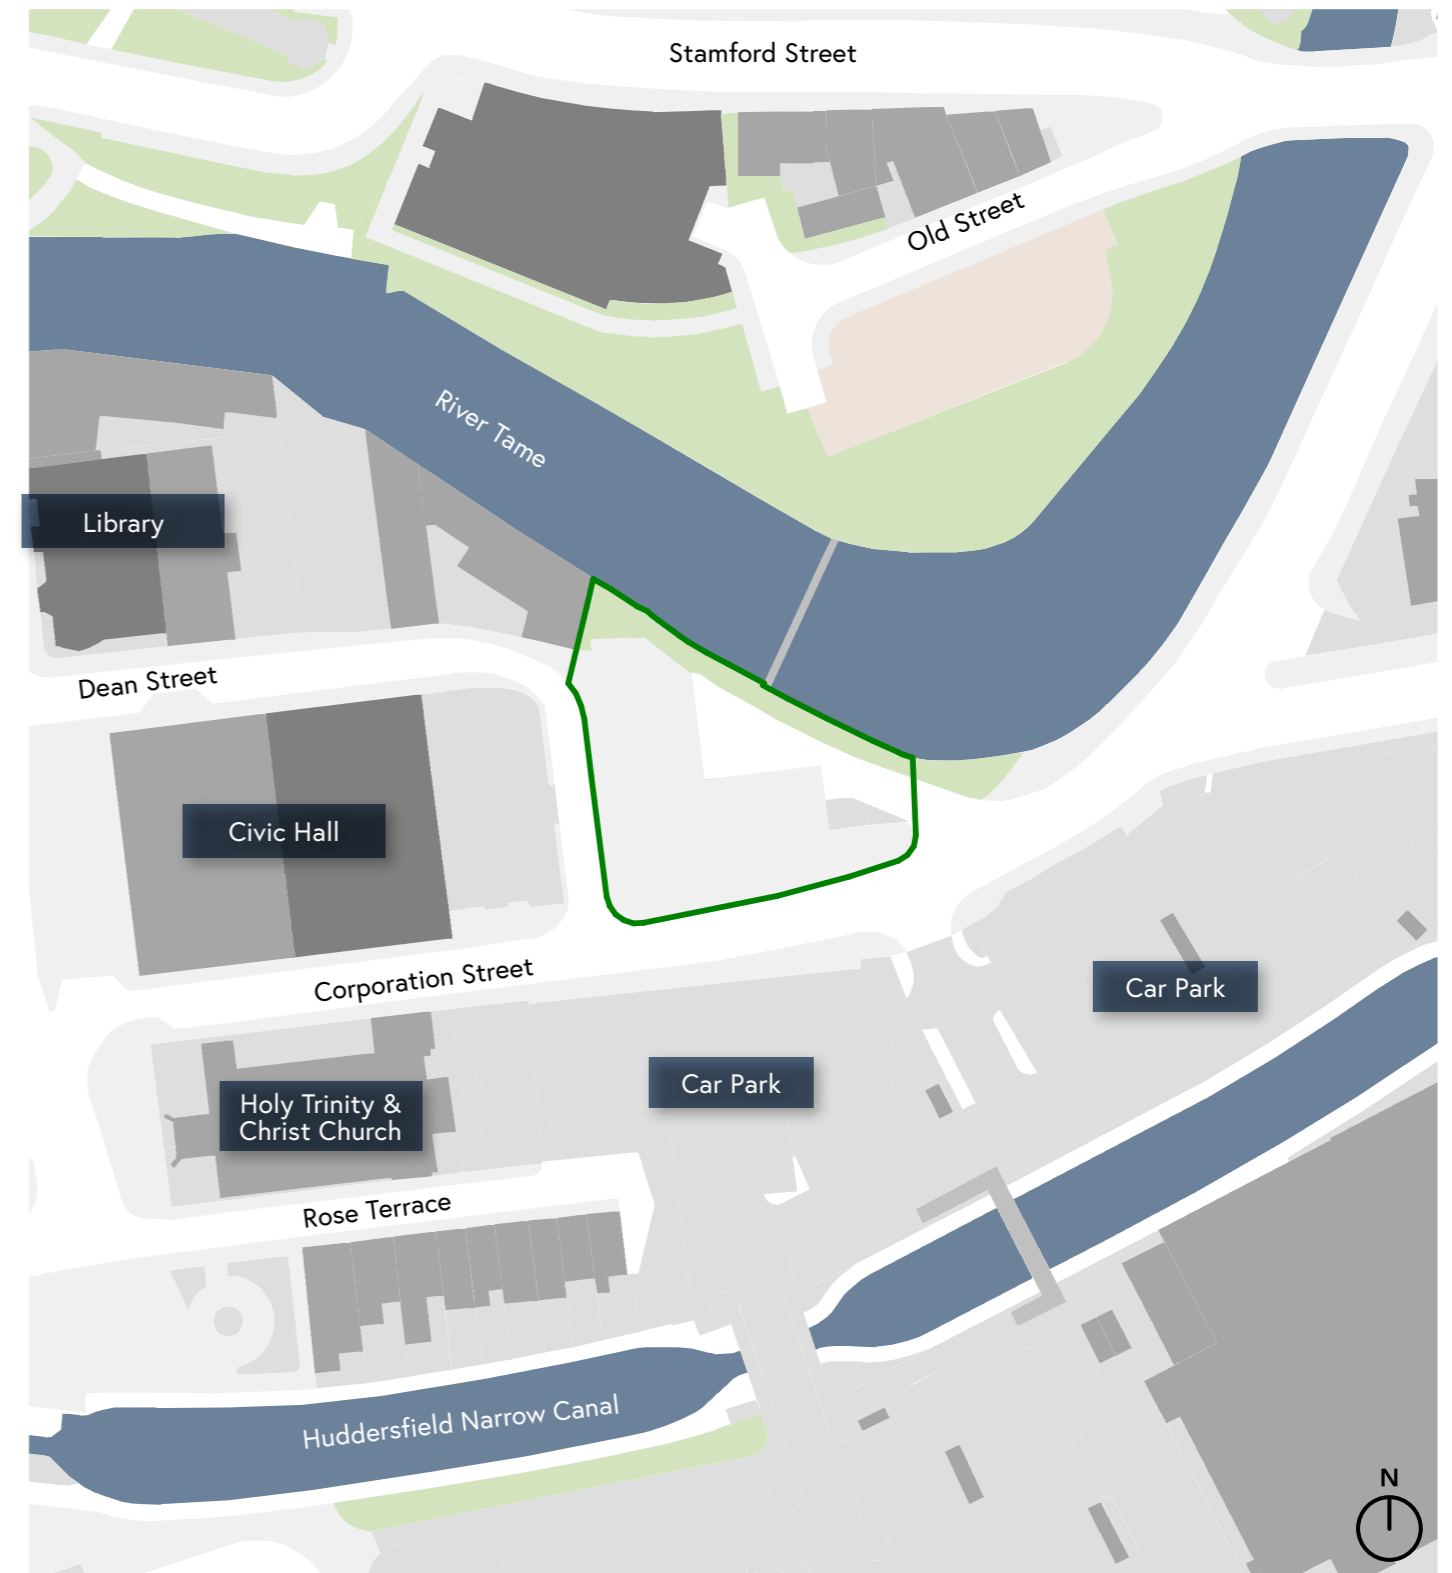 Stamford Street
Old Street
River Tame
Library
Dean Street
Civic Hall
Corporation Street
Car Park
Car Park
Holy Trinity &
Christ Church
Rose Terrace
Huddersfield Narrow Canal
N